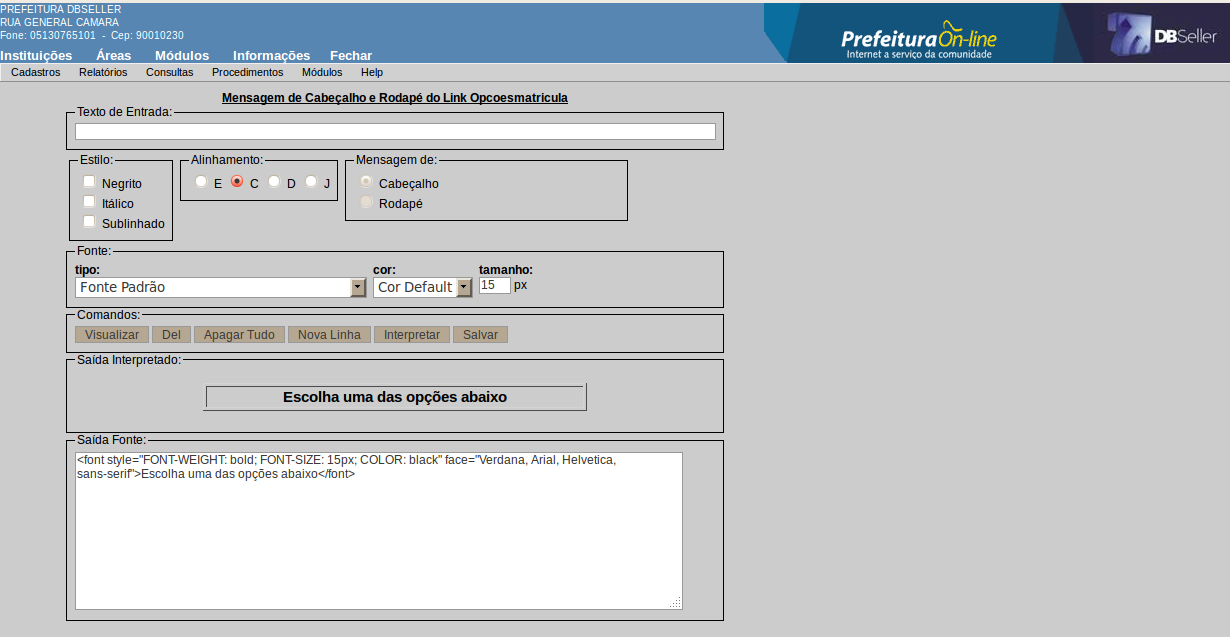 PREFEITURA DBSELLER
RUA GENERAL CAMARA
Fone: 05130765101 - Cep: 90010230
PrefeituraOn-line
Internet a serviço da comunidade
DBSeller
Instituições Áreas Módulos Informações Fechar
Cadastros Relatórios Consultas Procedimentos Módulos Help
Mensagem de Cabeçalho e Rodapé do Link Opcoesmatricula
Texto de Entrada:
Estilo:
Negrito
Itálico
Sublinhado
Alinhamento:
E C D J
Mensagem de:
Cabeçalho
Rodapé
Fonte:
tipo: cor: tamanho:
Fonte Padrão Cor Default 15 px
Comandos:
Visualizar Del Apagar Tudo Nova Linha Interpretar Salvar
Saída Interpretado:
Escolha uma das opções abaixo
Saída Fonte:
<font style="FONT-WEIGHT: bold; FONT-SIZE: 15px; COLOR: black" face="Verdana, Arial, Helvetica,
sans-serif">Escolha uma das opções abaixo</font>